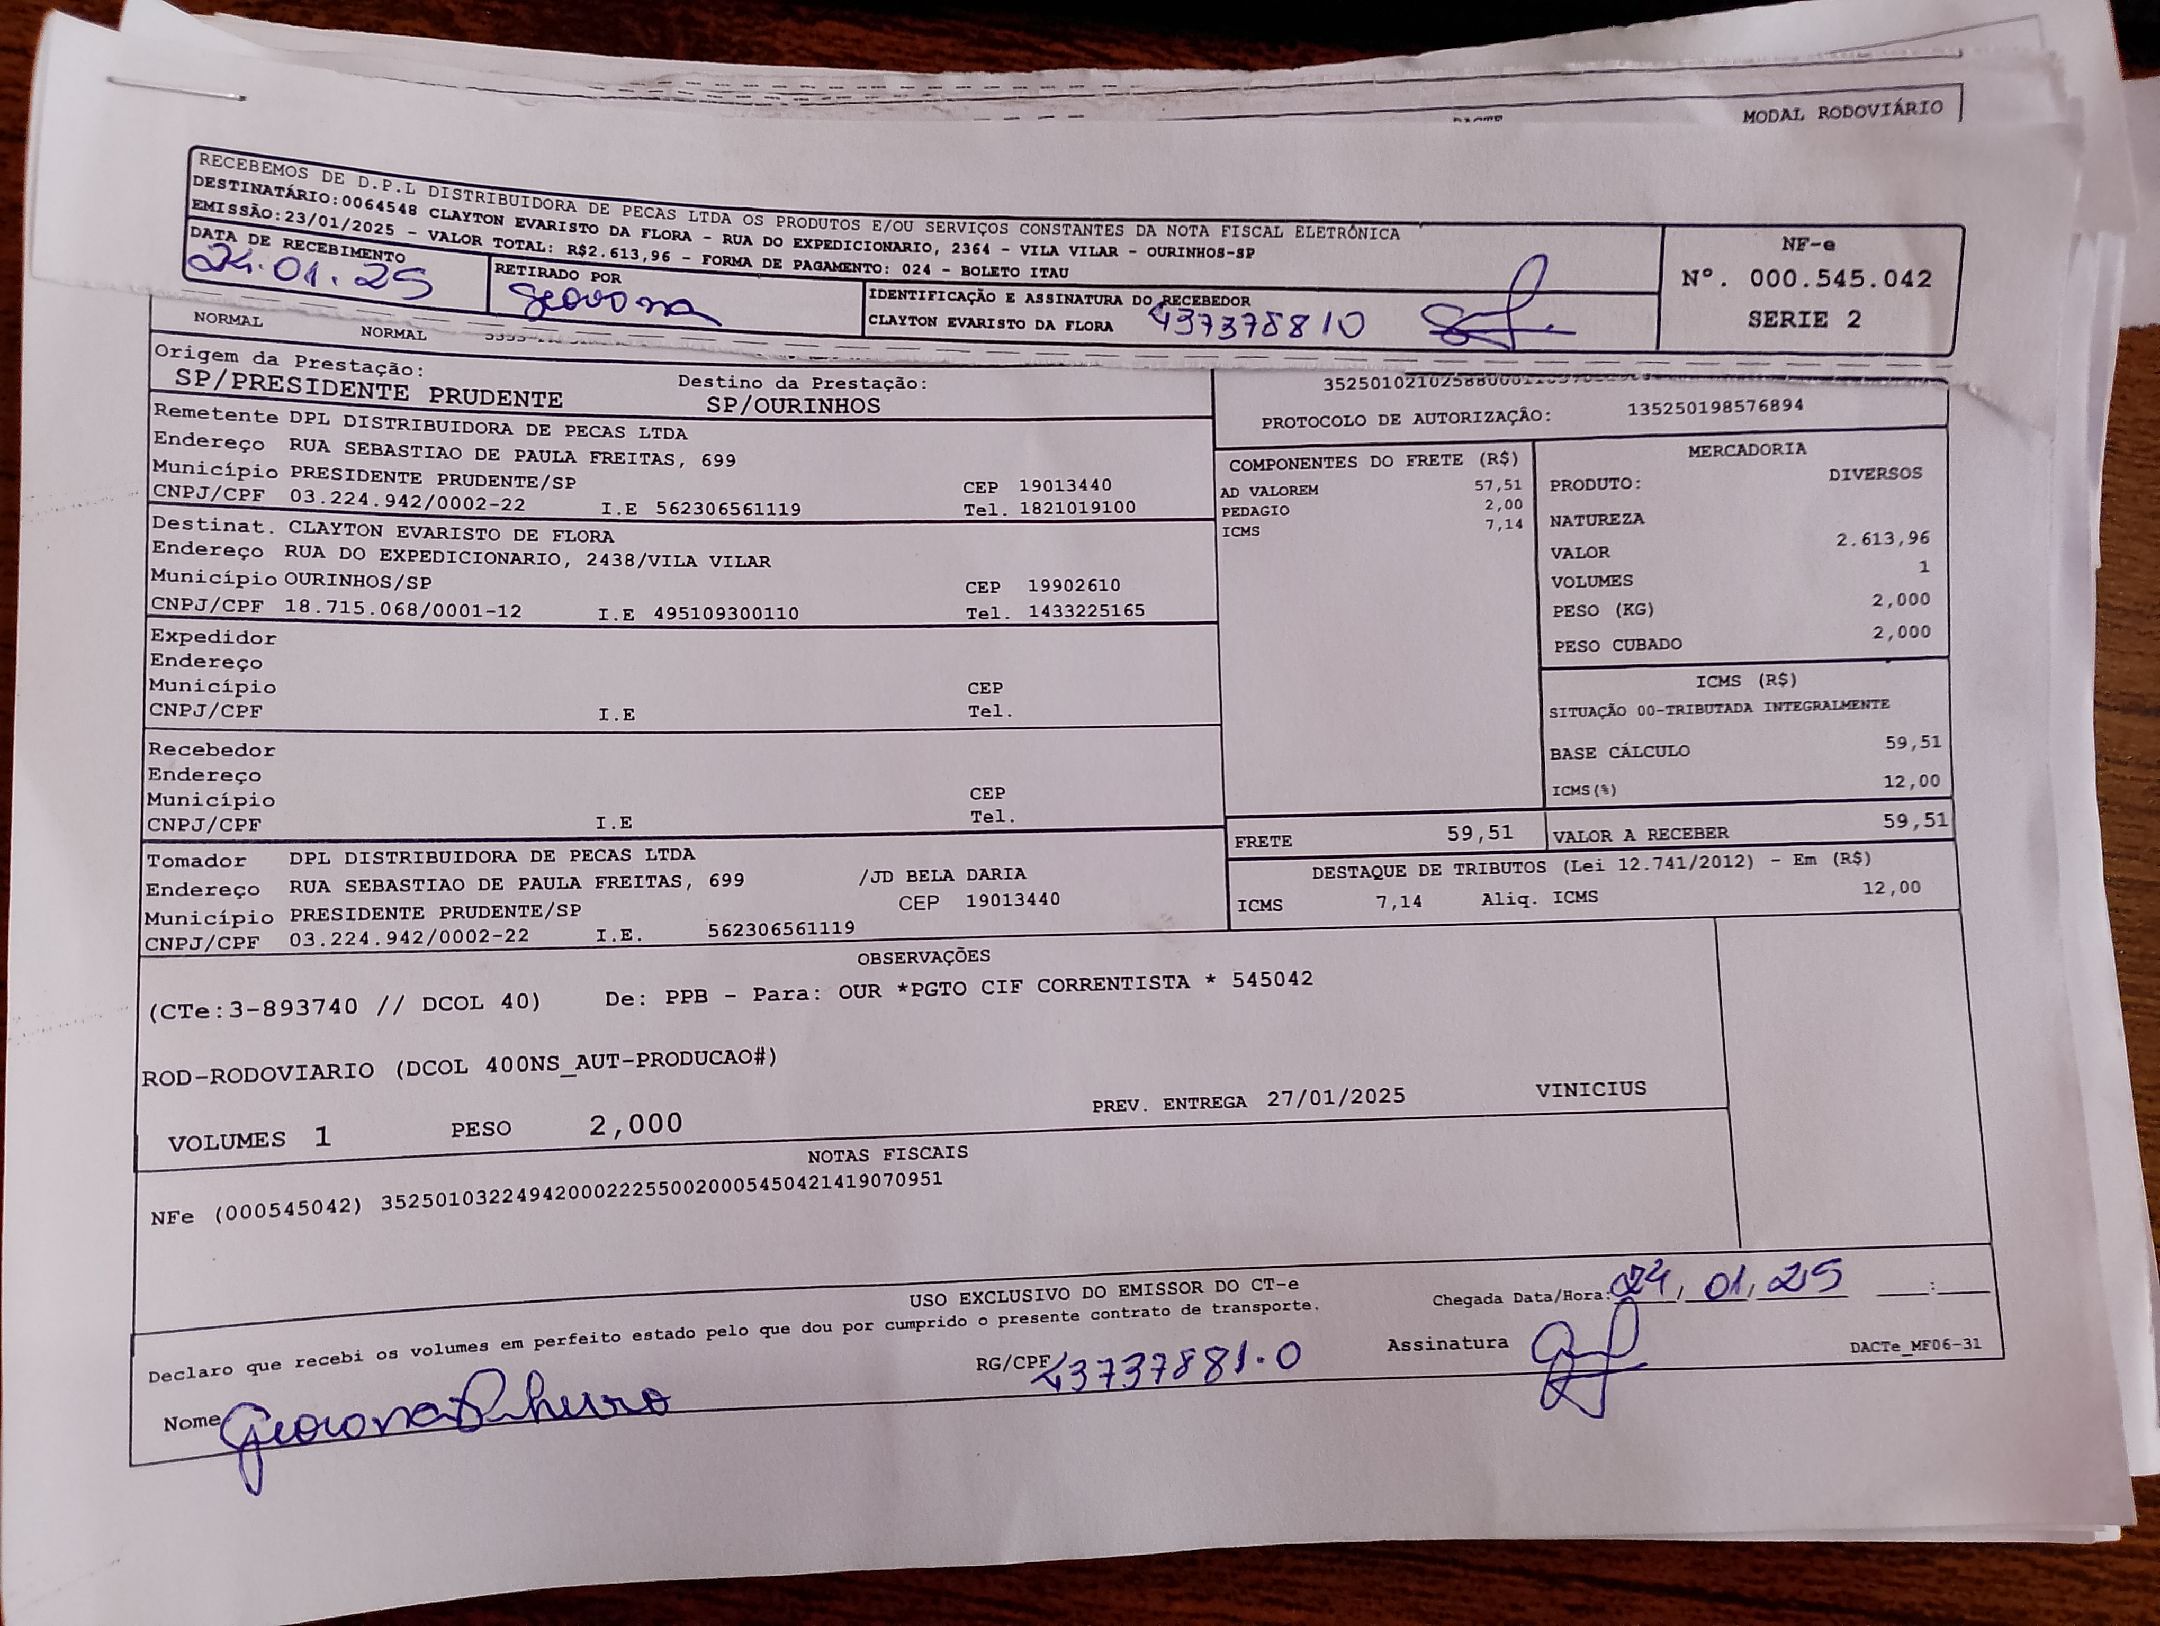 MODAL RODOVIÁRIO
RECEBEMOS DE D.P.L DISTRIBUIDORA DE PECAS LTDA OS PRODUTOS E/OU SERVIÇOS CONSTANTES DA NOTA FISCAL ELETRÔNICA
DESTINATÁRIO:0064548 CLAYTON EVARISTO DA FLORA - RUA DO EXPEDICIONARIO, 2364 - VILA VILAR - OURINHOS-SP
EMISSÃO:23/01/2025 - VALOR TOTAL: R$2.613,96 - FORMA DE PAGAMENTO: 024 - BOLETO ITAU
NF-e
Nº. 000.545.042
SERIE 2
DATA DE RECEBIMENTO
24.01.25
RETIRADO POR
Geovona
IDENTIFICAÇÃO E ASSINATURA DO RECEBEDOR
CLAYTON EVARISTO DA FLORA 437378810
NORMAL NORMAL
Origem da Prestação: Destino da Prestação:
SP/PRESIDENTE PRUDENTE SP/OURINHOS
PROTOCOLO DE AUTORIZAÇÃO: 135250198576894
Remetente DPL DISTRIBUIDORA DE PECAS LTDA
Endereço RUA SEBASTIAO DE PAULA FREITAS, 699
Município PRESIDENTE PRUDENTE/SP CEP 19013440
CNPJ/CPF 03.224.942/0002-22 I.E 562306561119 Tel. 1821019100
Destinat. CLAYTON EVARISTO DE FLORA
Endereço RUA DO EXPEDICIONARIO, 2438/VILA VILAR
Município OURINHOS/SP CEP 19902610
CNPJ/CPF 18.715.068/0001-12 I.E 495109300110 Tel. 1433225165
Expedidor
Endereço
Município CEP
CNPJ/CPF I.E Tel.
Recebedor
Endereço
Município CEP
CNPJ/CPF I.E Tel.
Tomador DPL DISTRIBUIDORA DE PECAS LTDA
Endereço RUA SEBASTIAO DE PAULA FREITAS, 699 /JD BELA DARIA
Município PRESIDENTE PRUDENTE/SP CEP 19013440
CNPJ/CPF 03.224.942/0002-22 I.E. 562306561119
COMPONENTES DO FRETE (R$)
AD VALOREM 57,51
PEDAGIO 2,00
ICMS 7,14
MERCADORIA
PRODUTO: DIVERSOS
NATUREZA
VALOR 2.613,96
VOLUMES 1
PESO (KG) 2,000
PESO CUBADO 2,000
ICMS (R$)
SITUAÇÃO 00-TRIBUTADA INTEGRALMENTE
BASE CÁLCULO 59,51
ICMS(%) 12,00
FRETE 59,51 VALOR A RECEBER 59,51
DESTAQUE DE TRIBUTOS (Lei 12.741/2012) - Em (R$)
ICMS 7,14 Aliq. ICMS 12,00
OBSERVAÇÕES
(CTe:3-893740 // DCOL 40) De: PPB - Para: OUR *PGTO CIF CORRENTISTA * 545042
ROD-RODOVIARIO (DCOL 400NS_AUT-PRODUCAO#)
VOLUMES 1 PESO 2,000 PREV. ENTREGA 27/01/2025 VINICIUS
NOTAS FISCAIS
NFe (000545042) 35250103224942000222550020005450421419070951
USO EXCLUSIVO DO EMISSOR DO CT-e
Declaro que recebi os volumes em perfeito estado pelo que dou por cumprido o presente contrato de transporte.
Chegada Data/Hora: 24/01/25 :
Nome RG/CPF 43737881.0 Assinatura
DACTe_MF06-31